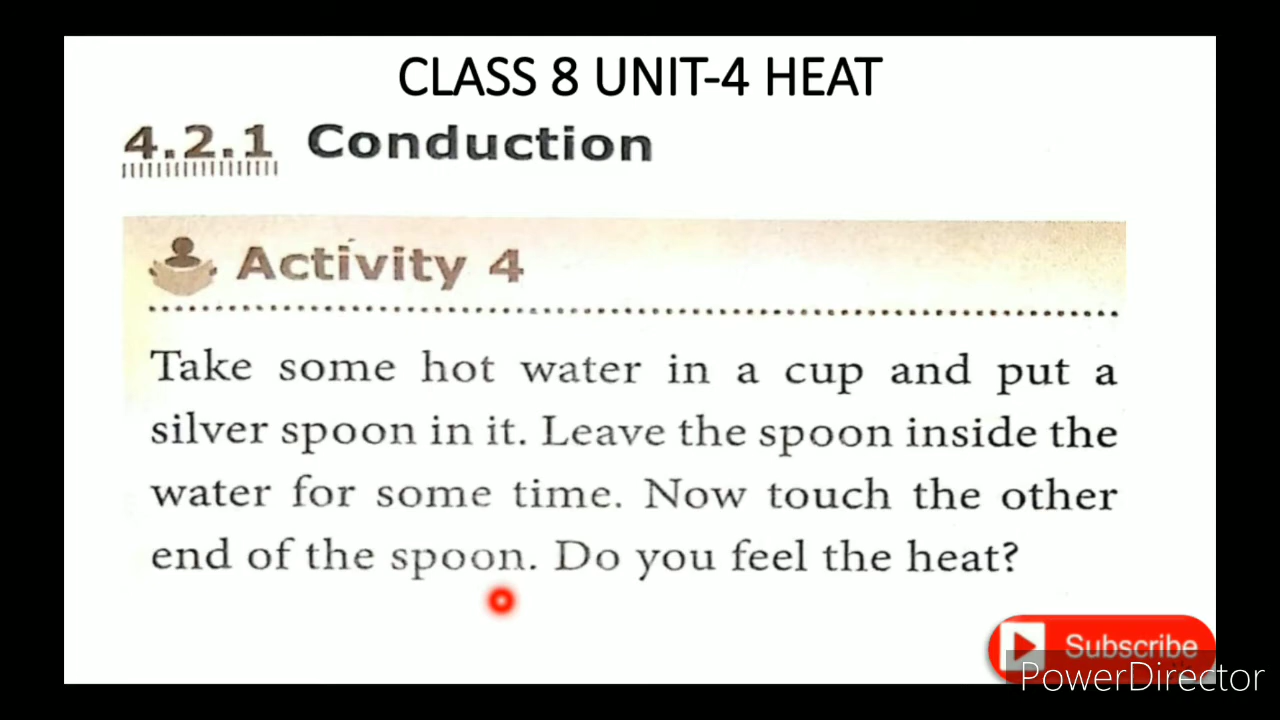 CLASS 8 UNIT-4 HEAT
4.2.1 Conduction
Activity 4
Take some hot water in a cup and put a
silver spoon in it. Leave the spoon inside the
water for some time. Now touch the other
end of the spoon. Do you feel the heat?
Subscribe
PowerDirector